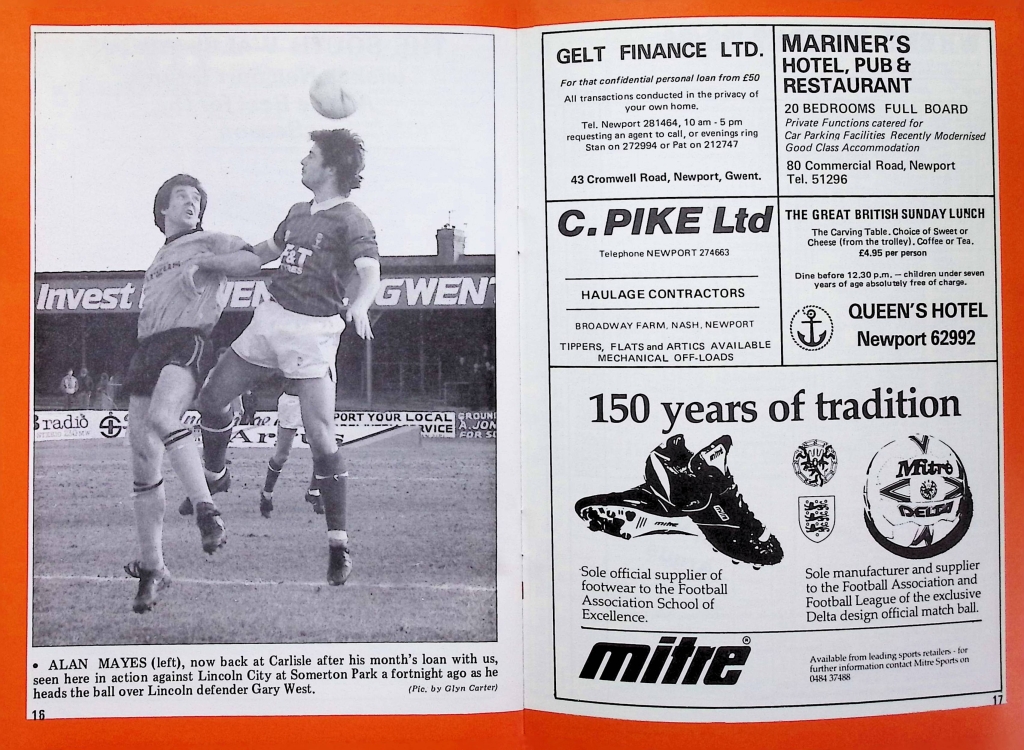 Invest
WEN
GWENT
F&T
B radio
PORT YOUR LOCAL
SERVICE
GROUND
A. JON
FOR SC
Argus
• ALAN MAYES (left), now back at Carlisle after his month's loan with us,
seen here in action against Lincoln City at Somerton Park a fortnight ago as he
heads the ball over Lincoln defender Gary West.
(Pic. by Glyn Carter)
16
GELT FINANCE LTD.
For that confidential personal loan from £50
All transactions conducted in the privacy of
your own home.
Tel. Newport 281464, 10 am - 5 pm
requesting an agent to call, or evenings ring
Stan on 272994 or Pat on 212747
43 Cromwell Road, Newport, Gwent.
MARINER'S
HOTEL, PUB &
RESTAURANT
20 BEDROOMS FULL BOARD
Private Functions catered for
Car Parking Facilities Recently Modernised
Good Class Accommodation
80 Commercial Road, Newport
Tel. 51296
C. PIKE Ltd
Telephone NEWPORT 274663
HAULAGE CONTRACTORS
BROADWAY FARM, NASH, NEWPORT
TIPPERS, FLATS and ARTICS AVAILABLE
MECHANICAL OFF-LOADS
THE GREAT BRITISH SUNDAY LUNCH
The Carving Table. Choice of Sweet or
Cheese (from the trolley). Coffee or Tea.
£4.95 per person
Dine before 12.30 p.m. — children under seven
years of age absolutely free of charge.
QUEEN'S HOTEL
Newport 62992
150 years of tradition
mitre
mitre
Mitre
DELTA
Sole official supplier of
footwear to the Football
Association School of
Excellence.
Sole manufacturer and supplier
to the Football Association and
Football League of the exclusive
Delta design official match ball.
mitre®
Available from leading sports retailers - for
further information contact Mitre Sports on
0484 37488
17